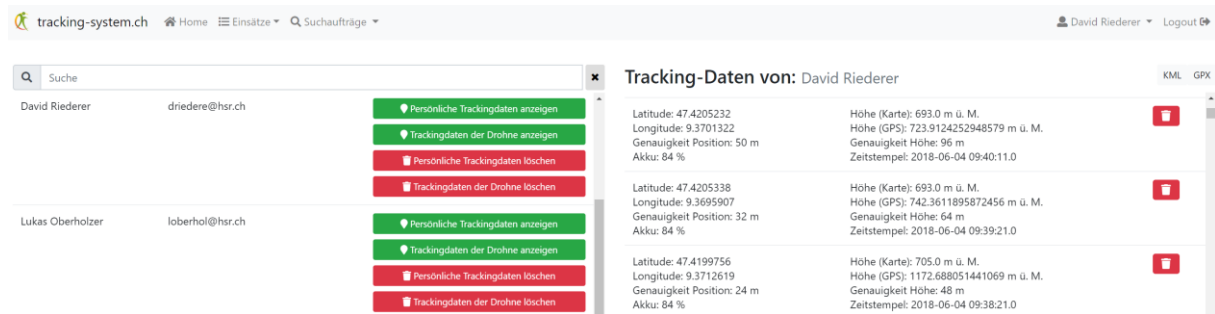 tracking-system.ch Home Einsätze Suchaufträge David Riederer Logout
Suche
David Riederer driedere@hsr.ch
Persönliche Trackingdaten anzeigen
Trackingdaten der Drohne anzeigen
Persönliche Trackingdaten löschen
Trackingdaten der Drohne löschen
Lukas Oberholzer loberhol@hsr.ch
Persönliche Trackingdaten anzeigen
Trackingdaten der Drohne anzeigen
Persönliche Trackingdaten löschen
Trackingdaten der Drohne löschen
Tracking-Daten von: David Riederer KML GPX
Latitude: 47.4205232 Höhe (Karte): 693.0 m ü. M.
Longitude: 9.3701322 Höhe (GPS): 723.9124252948579 m ü. M.
Genauigkeit Position: 50 m Genauigkeit Höhe: 96 m
Akku: 84 % Zeitstempel: 2018-06-04 09:40:11.0
Latitude: 47.4205338 Höhe (Karte): 693.0 m ü. M.
Longitude: 9.3695907 Höhe (GPS): 742.3611895872456 m ü. M.
Genauigkeit Position: 32 m Genauigkeit Höhe: 64 m
Akku: 84 % Zeitstempel: 2018-06-04 09:39:21.0
Latitude: 47.4199756 Höhe (Karte): 705.0 m ü. M.
Longitude: 9.3712619 Höhe (GPS): 1172.688051441069 m ü. M.
Genauigkeit Position: 24 m Genauigkeit Höhe: 48 m
Akku: 84 % Zeitstempel: 2018-06-04 09:38:21.0